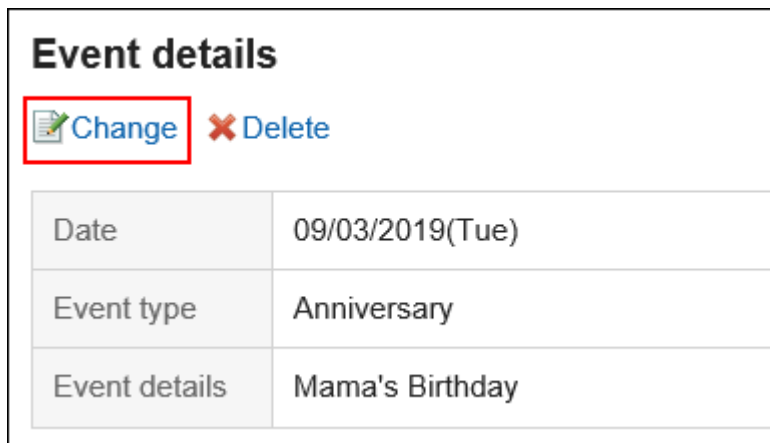 Event details
Change Delete
Date 09/03/2019(Tue)
Event type Anniversary
Event details Mama's Birthday